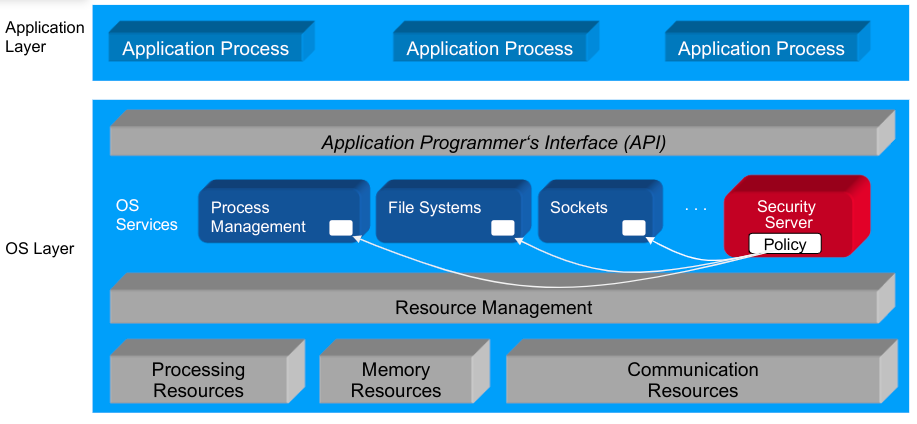 Application
Layer
Application Process
Application Process
Application Process
Application Programmer‘s Interface (API)
OS
Services
Process
Management
File Systems
Sockets
. . .
Security
Server
Policy
OS Layer
Resource Management
Processing
Resources
Memory
Resources
Communication
Resources